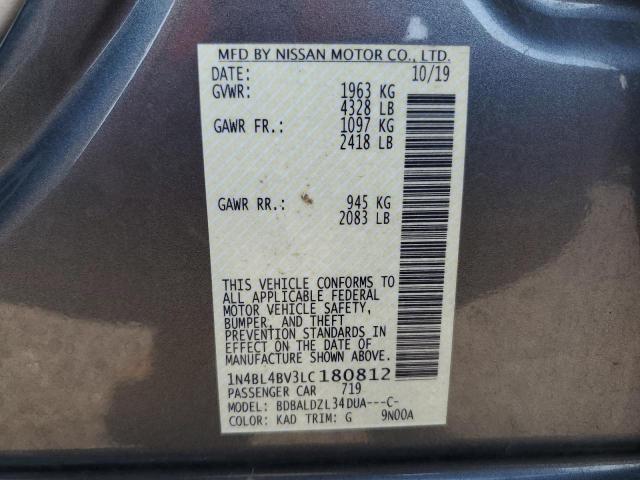 MFD BY NISSAN MOTOR CO., LTD.
DATE: 10/19
GVWR: 1963 KG
4328 LB
GAWR FR.: 1097 KG
2418 LB
GAWR RR.: 945 KG
2083 LB
THIS VEHICLE CONFORMS TO
ALL APPLICABLE FEDERAL
MOTOR VEHICLE SAFETY,
BUMPER, AND THEFT
PREVENTION STANDARDS IN
EFFECT ON THE DATE OF
MANUFACTURE SHOWN ABOVE.
1N4BL4BV3LC180812
PASSENGER CAR 719
MODEL: BDBALDZL34DUA---C-
COLOR: KAD TRIM: G 9N00A